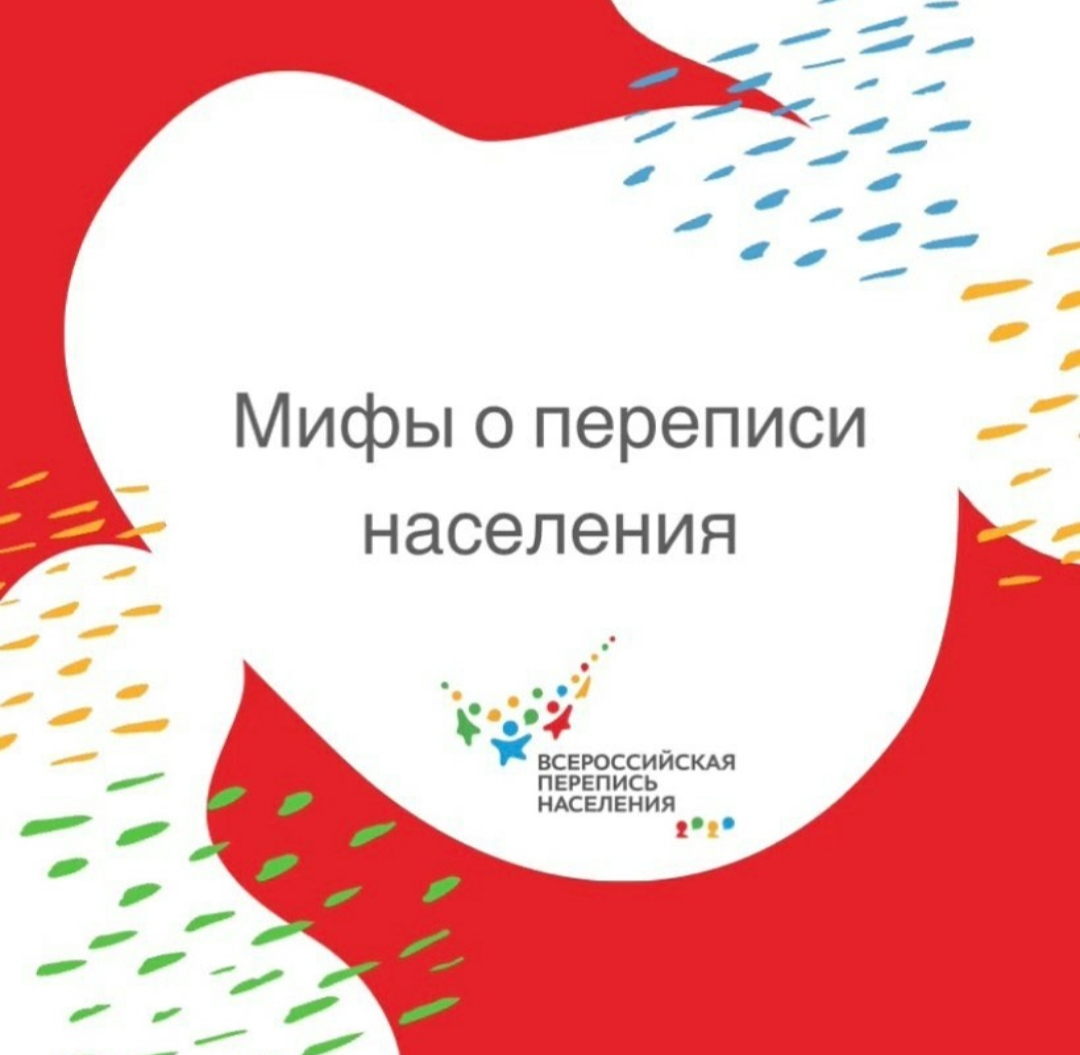 Мифы о переписи
населения
ВСЕРОССИЙСКАЯ
ПЕРЕПИСЬ
НАСЕЛЕНИЯ
2020